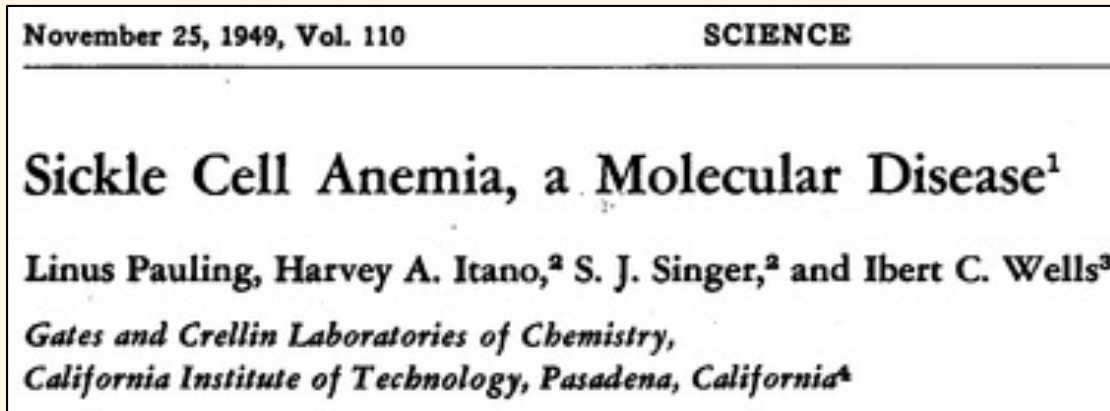 November 25, 1949, Vol. 110 SCIENCE
Sickle Cell Anemia, a Molecular Disease¹
Linus Pauling, Harvey A. Itano,² S. J. Singer,² and Ibert C. Wells³
Gates and Crellin Laboratories of Chemistry,
California Institute of Technology, Pasadena, California⁴